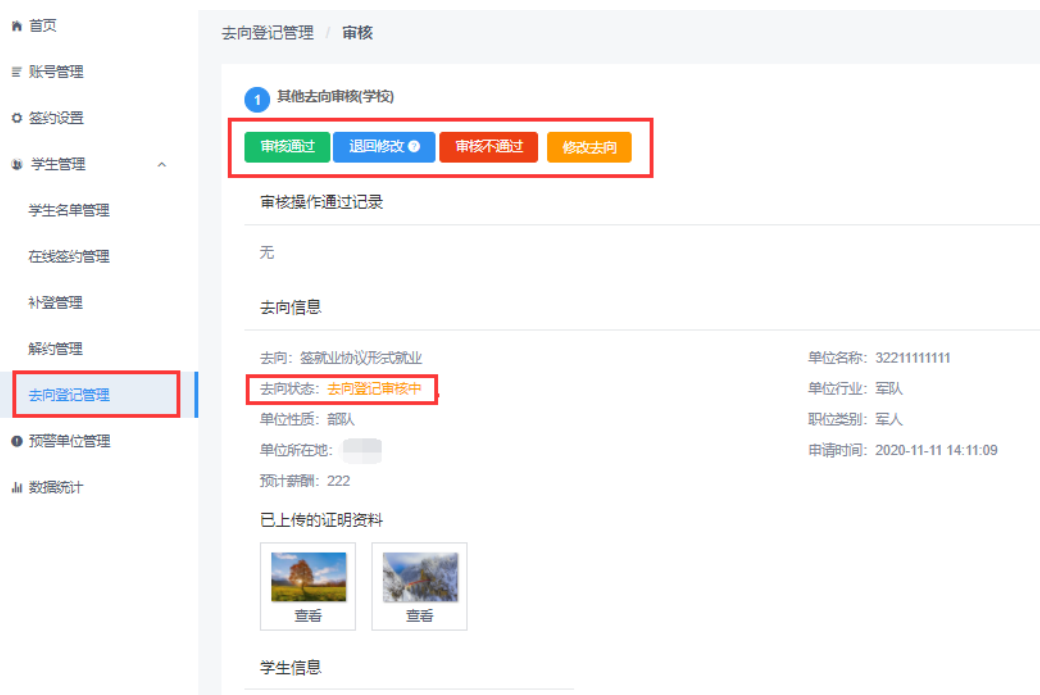 首页
账号管理
签约设置
学生管理
学生名单管理
在线签约管理
补登管理
解约管理
去向登记管理
预警单位管理
数据统计
去向登记管理 / 审核
1 其他去向审核(学校)
审核通过 退回修改 ? 审核不通过 修改去向
审核操作通过记录
无
去向信息
去向：签就业协议形式就业 单位名称：32211111111
去向状态：去向登记审核中 单位行业：军队
单位性质：部队 职位类别：军人
单位所在地： 申请时间：2020-11-11 14:11:09
预计薪酬：222
已上传的证明资料
查看 查看
学生信息